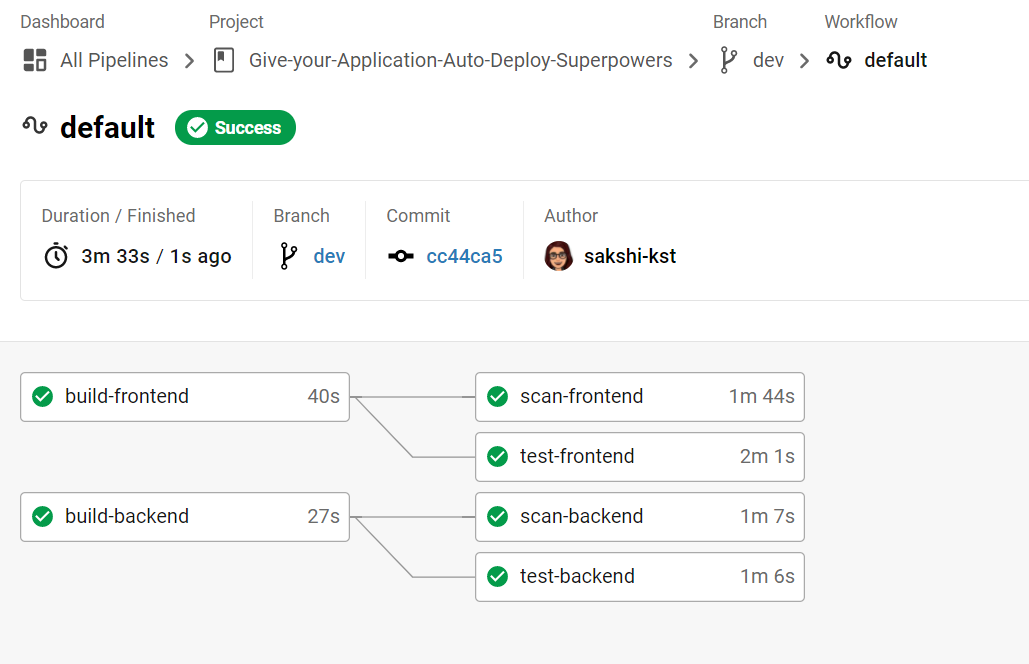 Dashboard Project Branch Workflow
All Pipelines Give-your-Application-Auto-Deploy-Superpowers dev default
default Success
Duration / Finished Branch Commit Author
3m 33s / 1s ago dev cc44ca5 sakshi-kst
build-frontend 40s scan-frontend 1m 44s
test-frontend 2m 1s
build-backend 27s scan-backend 1m 7s
test-backend 1m 6s